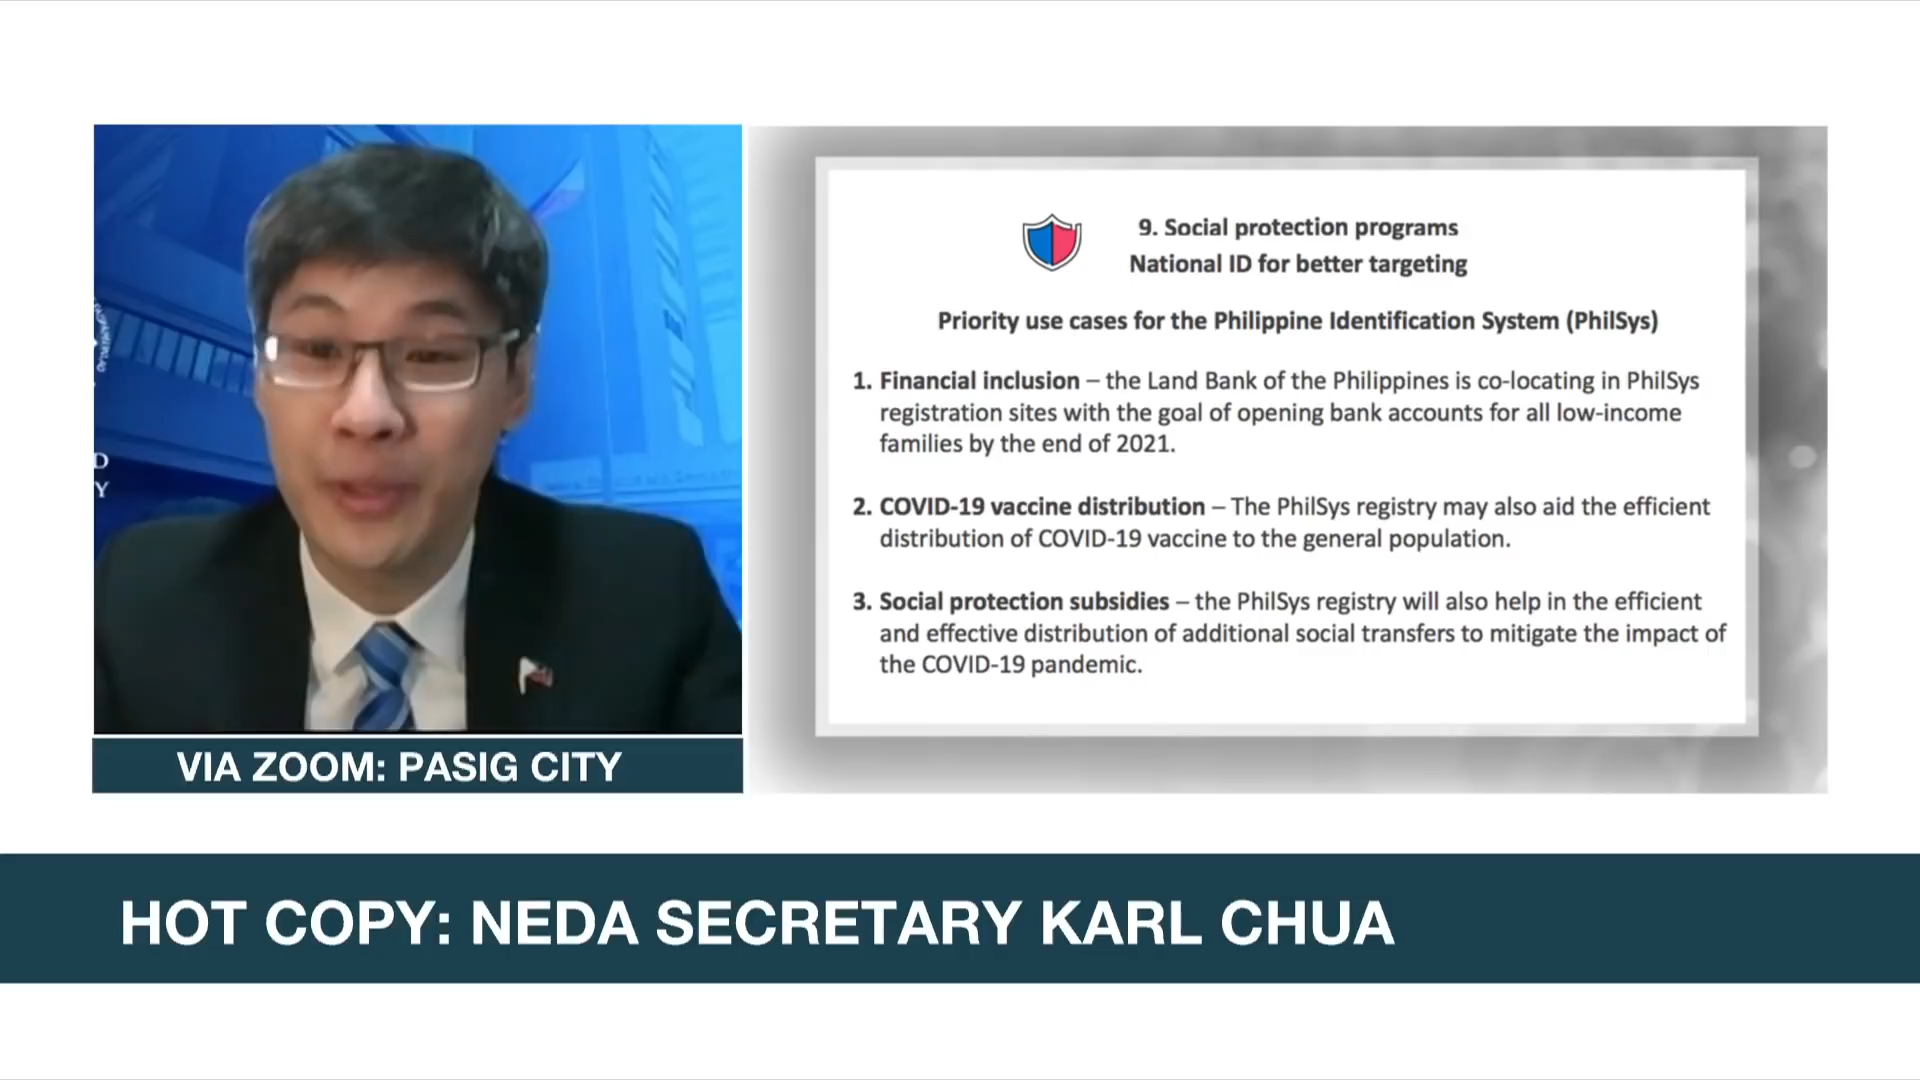 9. Social protection programs
National ID for better targeting
Priority use cases for the Philippine Identification System (PhilSys)
1. Financial inclusion – the Land Bank of the Philippines is co-locating in PhilSys
registration sites with the goal of opening bank accounts for all low-income
families by the end of 2021.
2. COVID-19 vaccine distribution – The PhilSys registry may also aid the efficient
distribution of COVID-19 vaccine to the general population.
3. Social protection subsidies – the PhilSys registry will also help in the efficient
and effective distribution of additional social transfers to mitigate the impact of
the COVID-19 pandemic.
D
Y
VIA ZOOM: PASIG CITY
HOT COPY: NEDA SECRETARY KARL CHUA